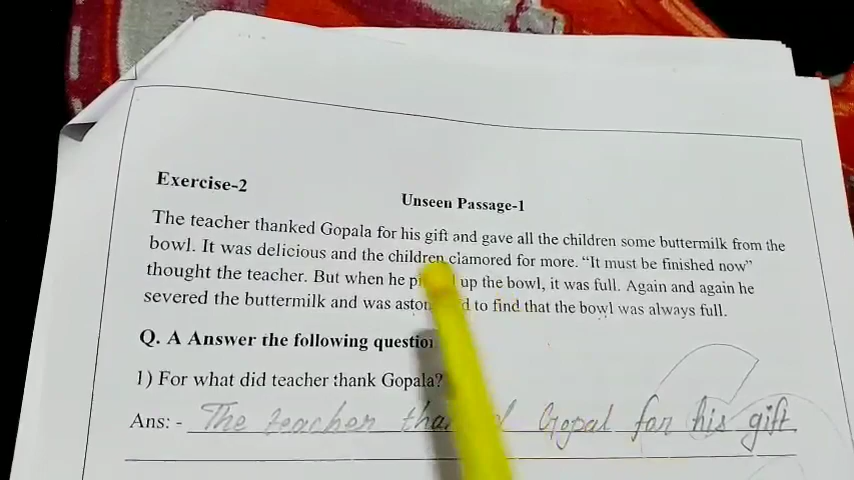 Exercise-2
Unseen Passage-1
The teacher thanked Gopala for his gift and gave all the children some buttermilk from the
bowl. It was delicious and the children clamored for more. “It must be finished now”
thought the teacher. But when he up the bowl, it was full. Again and again he
severed the buttermilk and was to find that the bowl was always full.
Q. A Answer the following
1) For what did teacher thank Gopala?
Ans: - The teacher Gopal for his gift